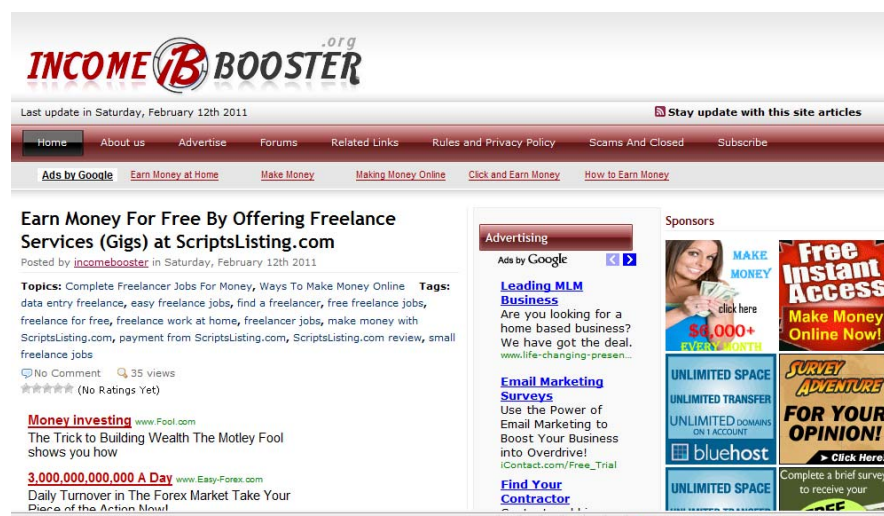 .org
INCOME iB BOOSTER
Last update in Saturday, February 12th 2011
Stay update with this site articles
Home About us Advertise Forums Related Links Rules and Privacy Policy Scams And Closed Subscribe
Ads by Google Earn Money at Home Make Money Making Money Online Click and Earn Money How to Earn Money
Earn Money For Free By Offering Freelance
Services (Gigs) at ScriptsListing.com
Posted by incomebooster in Saturday, February 12th 2011
Topics: Complete Freelancer Jobs For Money, Ways To Make Money Online Tags:
data entry freelance, easy freelance jobs, find a freelancer, free freelance jobs,
freelance for free, freelance work at home, freelancer jobs, make money with
ScriptsListing.com, payment from ScriptsListing.com, ScriptsListing.com review, small
freelance jobs
No Comment 35 views
(No Ratings Yet)
Money investing www.Fool.com
The Trick to Building Wealth The Motley Fool
shows you how
3,000,000,000,000 A Day www.Easy-Forex.com
Daily Turnover in The Forex Market Take Your
Piece of the Action Now!
Advertising
Ads by Google
Leading MLM
Business
Are you looking for a
home based business?
We have got the deal.
www.life-changing-presen...
Email Marketing
Surveys
Use the Power of
Email Marketing to
Boost Your Business
into Overdrive!
iContact.com/Free_Trial
Find Your
Contractor
Sponsors
MAKE
MONEY
click here
$6,000+
EVERY MONTH
Free
Instant
Access
Make Money
Online Now!
UNLIMITED SPACE
UNLIMITED TRANSFER
UNLIMITED DOMAINS
ON 1 ACCOUNT
bluehost
SURVEY
ADVENTURE
FOR YOUR
OPINION!
Click Here
UNLIMITED SPACE
UNLIMITED TRANSFER
Complete a brief survey
to receive your
FREE